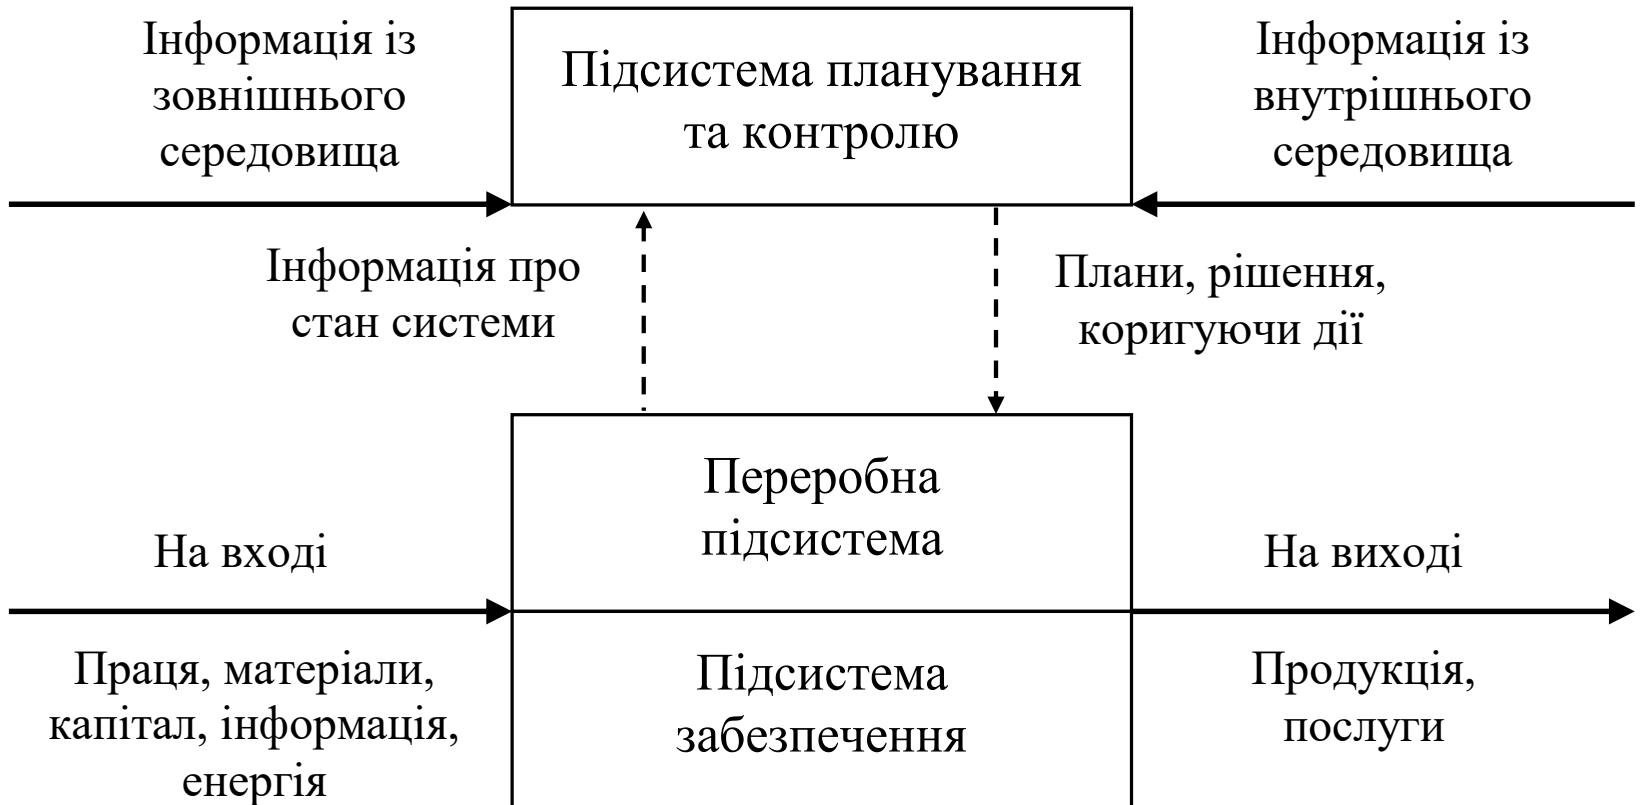 Інформація із
зовнішнього
середовища
Підсистема планування
та контролю
Інформація із
внутрішнього
середовища
Інформація про
стан системи
Плани, рішення,
коригуючи дії
Переробна
підсистема
На вході
На виході
Праця, матеріали,
капітал, інформація,
енергія
Підсистема
забезпечення
Продукція,
послуги